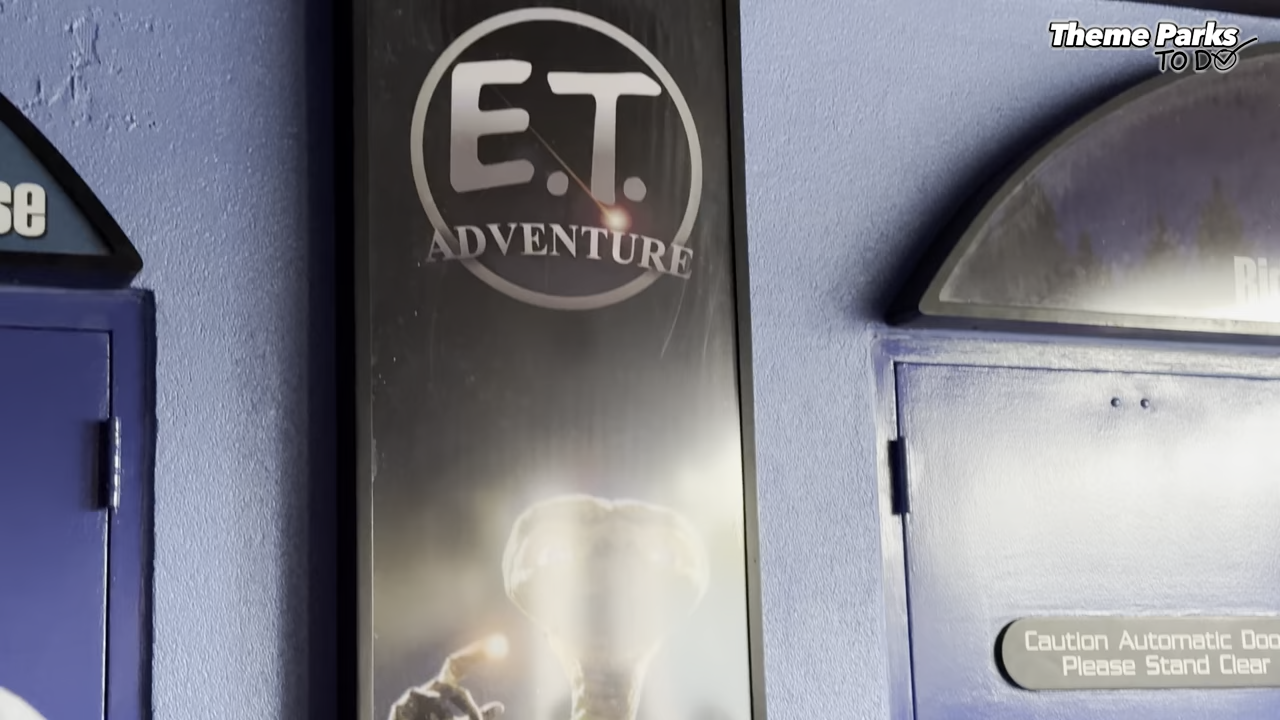 Theme Parks
TO DO
E.T.
ADVENTURE
se
Caution Automatic Doo
Please Stand Clear